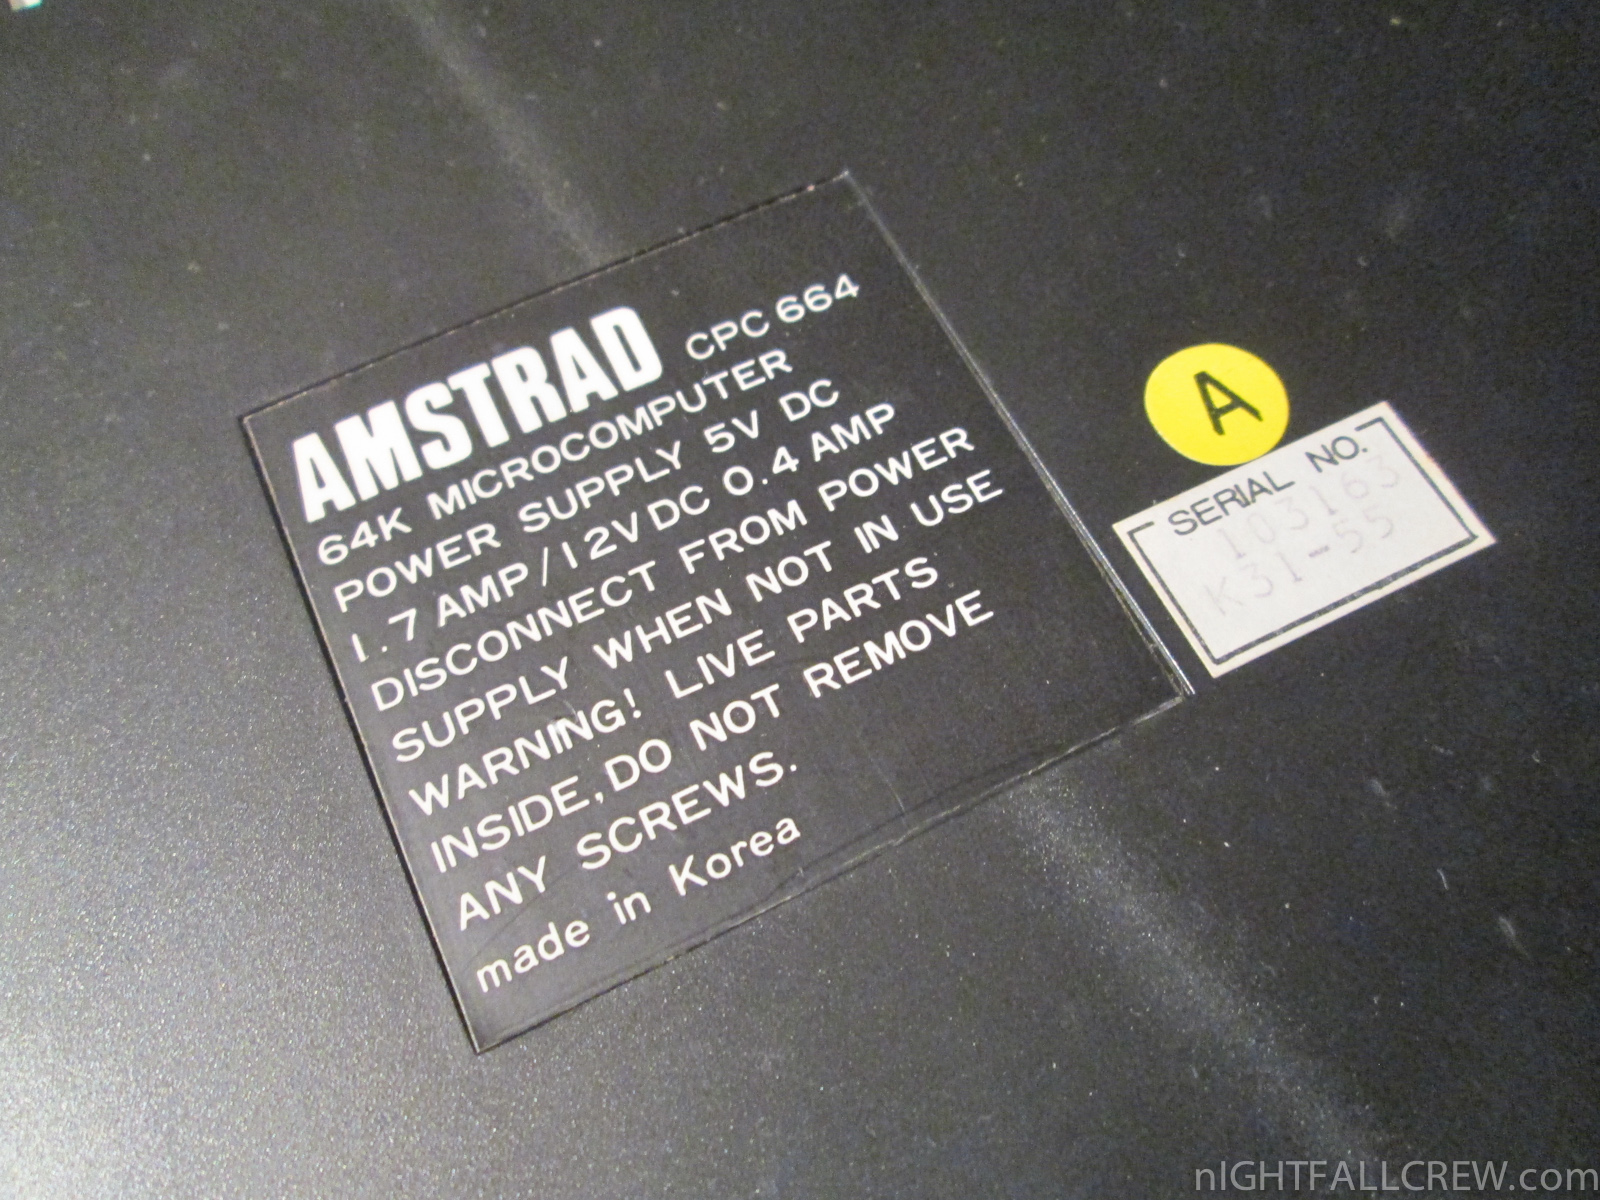 AMSTRAD CPC 664
64K MICROCOMPUTER
POWER SUPPLY 5V DC
1.7 AMP/12V DC 0.4 AMP
DISCONNECT FROM POWER
SUPPLY WHEN NOT IN USE
WARNING! LIVE PARTS
INSIDE, DO NOT REMOVE
ANY SCREWS.
made in Korea
A
SERIAL NO.
103163
K31-55
nIGHTFALLCREW.com